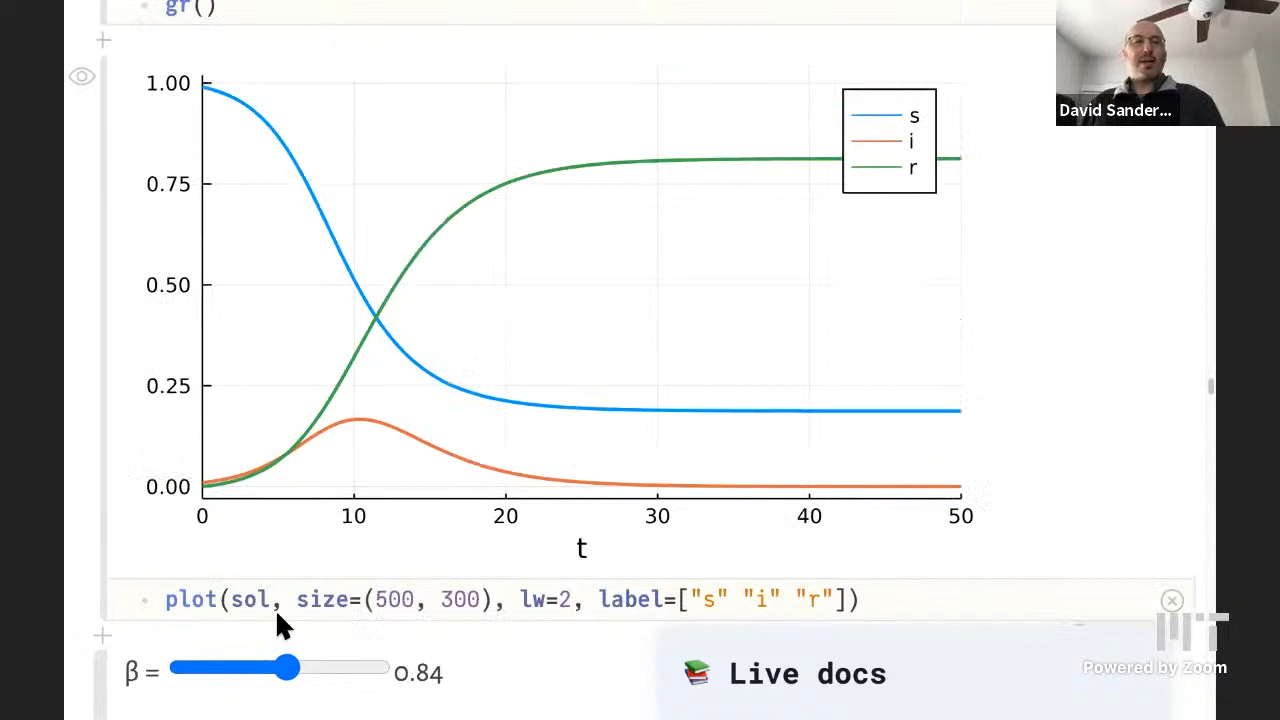 gr()
1.00
0.75
0.50
0.25
0.00
0
10
20
30
40
50
t
s
i
r
David Sander...
plot(sol, size=(500, 300), lw=2, label=["s" "i" "r"])
β = 0.84
📚 Live docs
MIT
Powered by Zoom